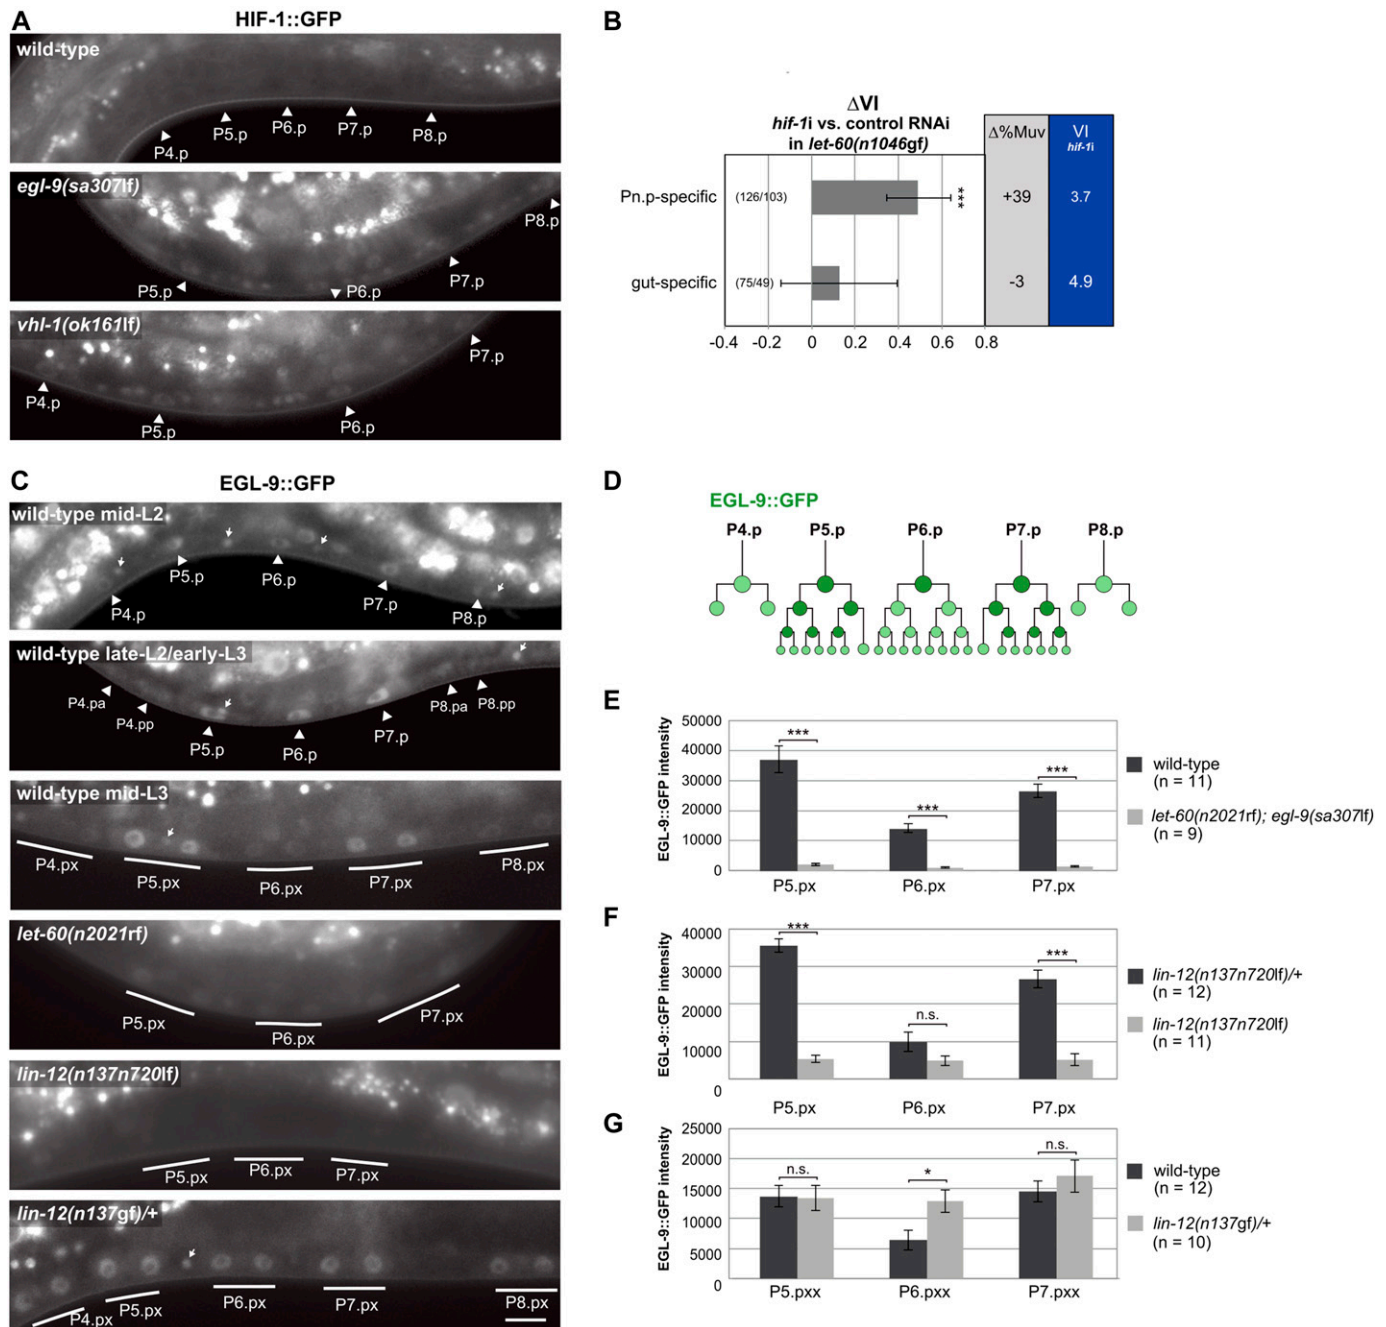 A
HIF-1::GFP
wild-type
P4.p
P5.p
P6.p
P7.p
P8.p
egl-9(sa307lf)
P5.p
P6.p
P7.p
P8.p
vhl-1(ok161lf)
P4.p
P5.p
P6.p
P7.p
B
ΔVI
hif-1i vs. control RNAi
in let-60(n1046gf)
Δ%Muv
VI
hif-1i
Pn.p-specific
(126/103)
***
+39
3.7
gut-specific
(75/49)
-3
4.9
-0.4 -0.2 0 0.2 0.4 0.6 0.8
C
EGL-9::GFP
wild-type mid-L2
P4.p
P5.p
P6.p
P7.p
P8.p
wild-type late-L2/early-L3
P4.pa
P4.pp
P5.p
P6.p
P7.p
P8.pa
P8.pp
wild-type mid-L3
P4.px
P5.px
P6.px
P7.px
P8.px
let-60(n2021rf)
P5.px
P6.px
P7.px
lin-12(n137n720lf)
P5.px
P6.px
P7.px
lin-12(n137gf)/+
P4.px
P5.px
P6.px
P7.px
P8.px
D
EGL-9::GFP
P4.p P5.p P6.p P7.p P8.p
E
EGL-9::GFP intensity
50000
40000
30000
20000
10000
0
***
***
***
P5.px P6.px P7.px
wild-type
(n = 11)
let-60(n2021rf); egl-9(sa307lf)
(n = 9)
F
EGL-9::GFP intensity
40000
30000
20000
10000
0
***
n.s.
***
P5.px P6.px P7.px
lin-12(n137n720lf)/+
(n = 12)
lin-12(n137n720lf)
(n = 11)
G
EGL-9::GFP intensity
25000
20000
15000
10000
5000
0
n.s.
*
n.s.
P5.pxx P6.pxx P7.pxx
wild-type
(n = 12)
lin-12(n137gf)/+
(n = 10)